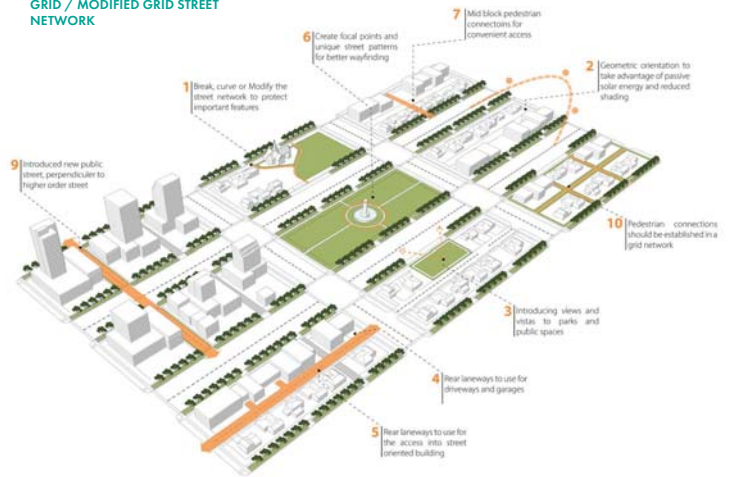 GRID / MODIFIED GRID STREET
NETWORK
7 Mid block pedestrian
connectoins for
convenient access
6 Create focal points and
unique street patterns
for better wayfinding
2 Geometric orientation to
take advantage of passive
solar energy and reduced
shading
1 Break, curve or Modify the
street network to protect
important features
9 Introduced new public
street, perpendiculer to
higher order street
10 Pedestrian connections
should be established in a
grid network
3 Introducing views and
vistas to parks and
public spaces
4 Rear laneways to use for
driveways and garages
5 Rear laneways to use for
the access into street
oriented building